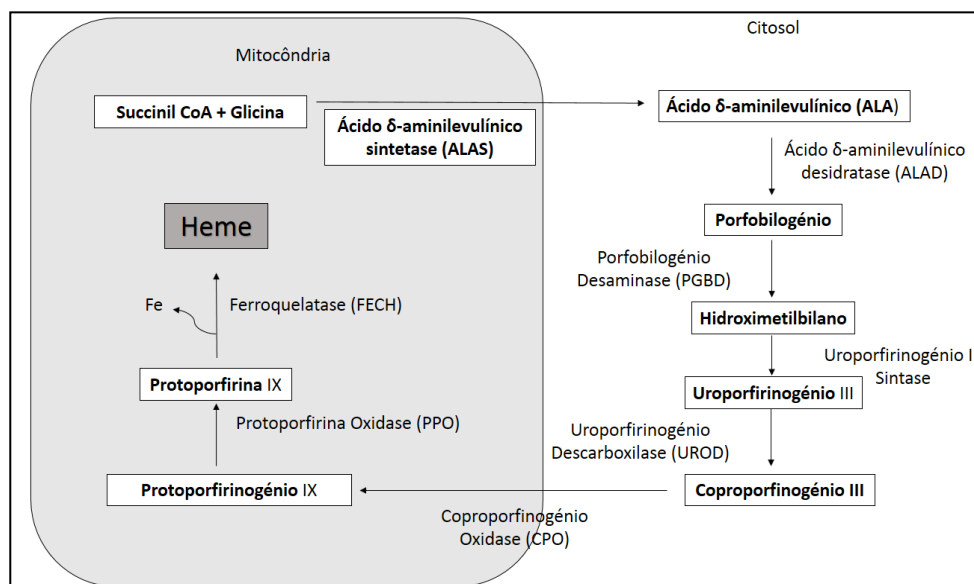 Citosol
Mitocôndria
Succinil CoA + Glicina
Ácido δ-aminilevulínico
sintetase (ALAS)
Ácido δ-aminilevulínico (ALA)
Ácido δ-aminilevulínico
desidratase (ALAD)
Porfobilogénio
Porfobilogénio
Desaminase (PGBD)
Hidroximetilbilano
Uroporfirinogénio I
Sintase
Uroporfirinogénio III
Uroporfirinogénio
Descarboxilase (UROD)
Coproporfinogénio III
Coproporfinogénio
Oxidase (CPO)
Protoporfirinogénio IX
Protoporfirina Oxidase (PPO)
Protoporfirina IX
Fe
Ferroquelatase (FECH)
Heme